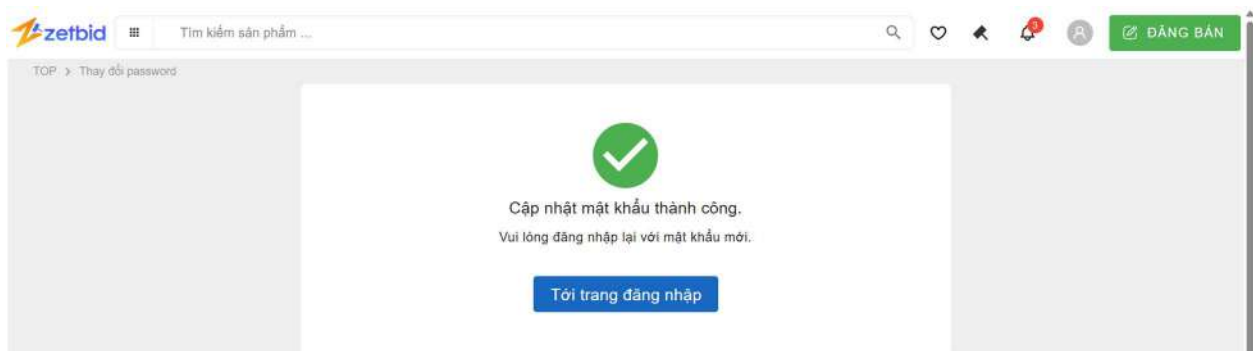 zetbid
Tìm kiếm sản phẩm ...
3
ĐĂNG BÁN
TOP > Thay đổi password
Cập nhật mật khẩu thành công.
Vui lòng đăng nhập lại với mật khẩu mới.
Tới trang đăng nhập